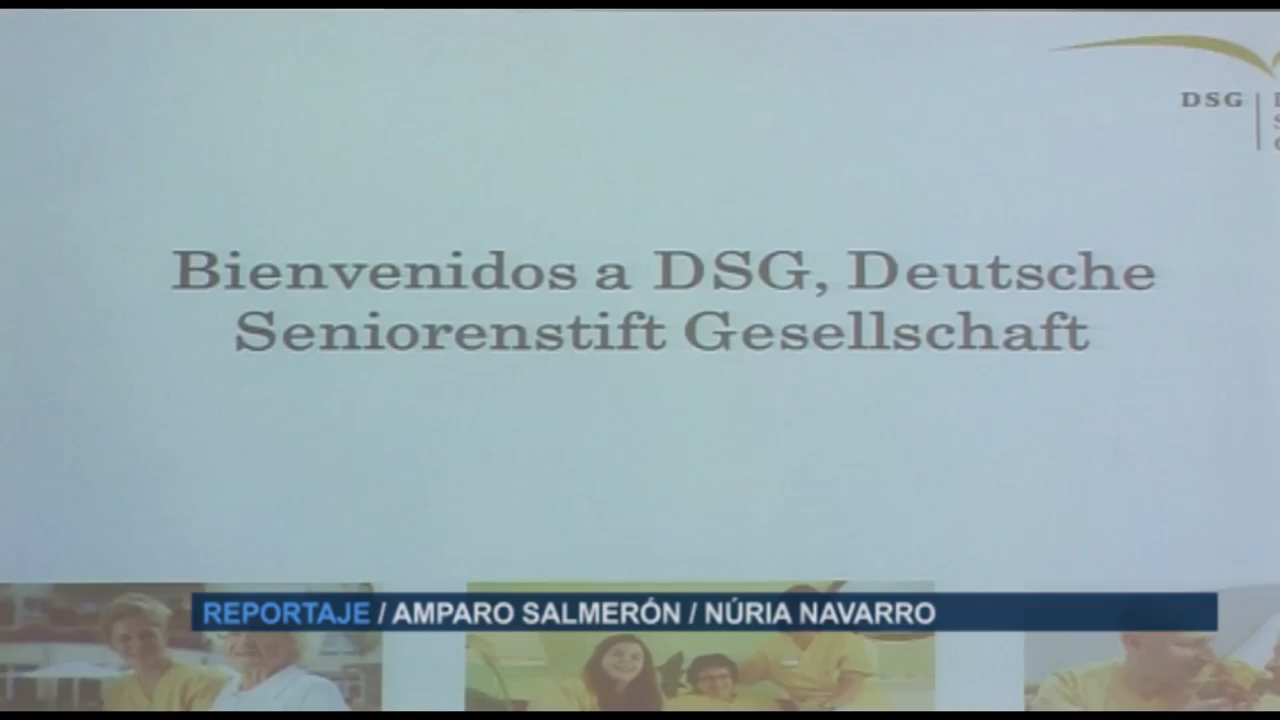 DSG
Bienvenidos a DSG, Deutsche
Seniorenstift Gesellschaft
REPORTAJE / AMPARO SALMERÓN / NÚRIA NAVARRO